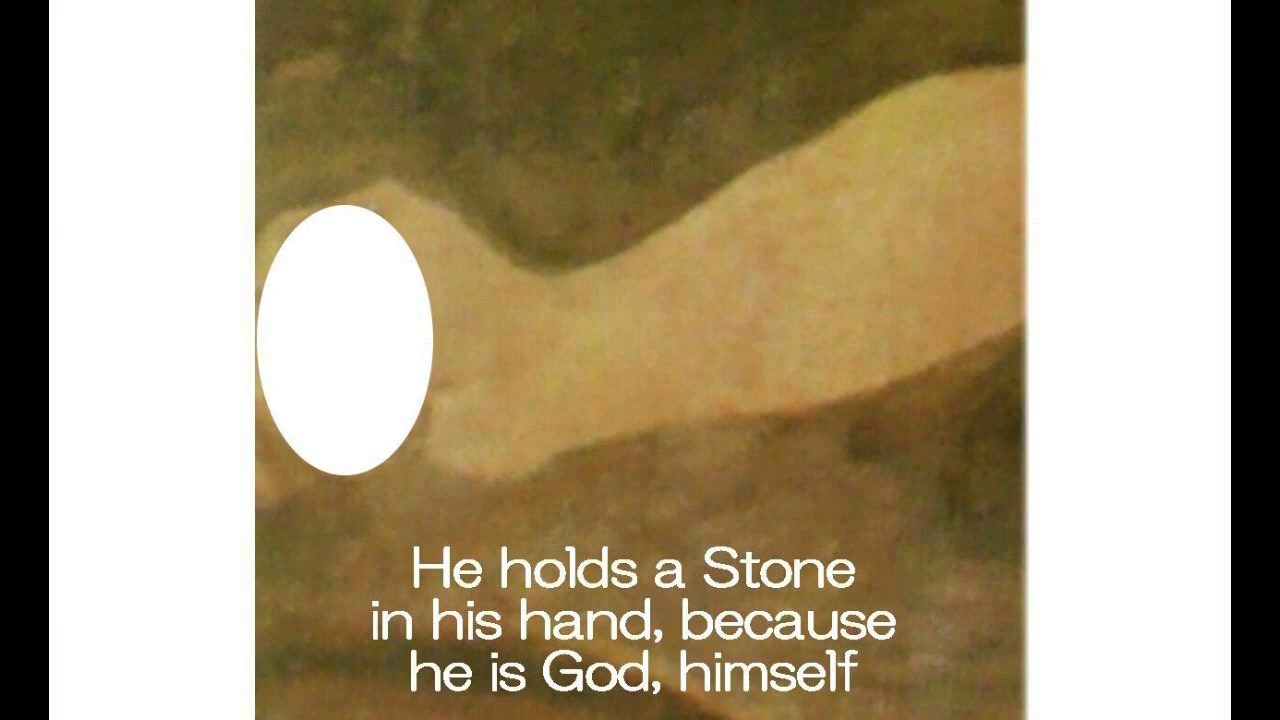 He holds a Stone
in his hand, because
he is God, himself